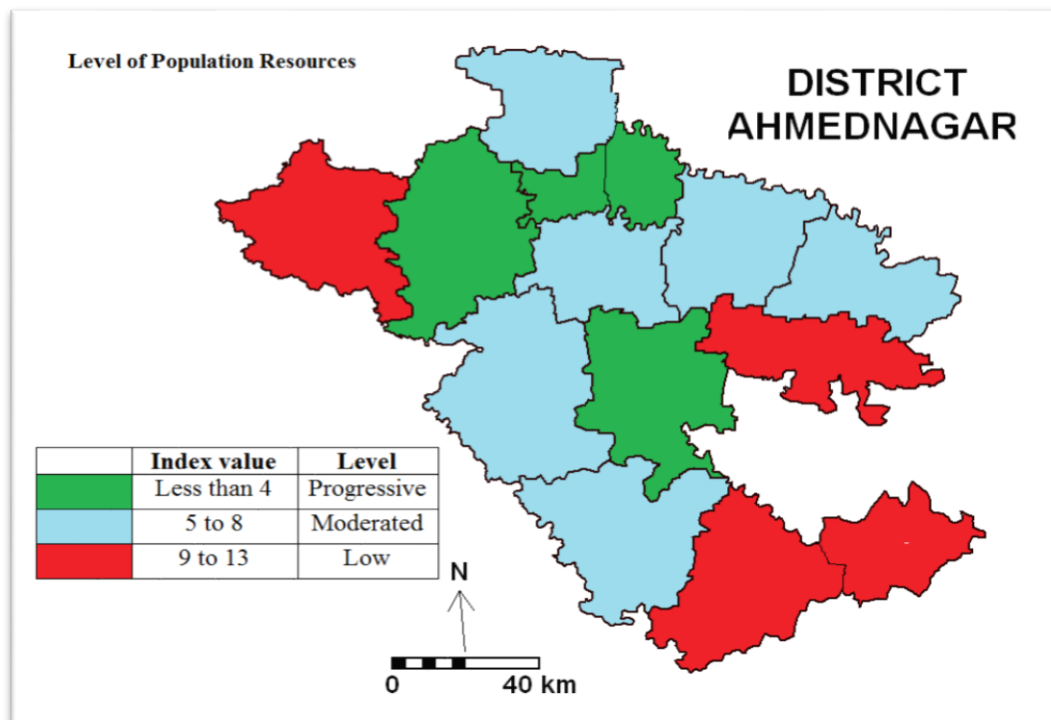 Level of Population Resources
DISTRICT
AHMEDNAGAR
Index value Level
Less than 4 Progressive
5 to 8 Moderated
9 to 13 Low
N
0 40 km